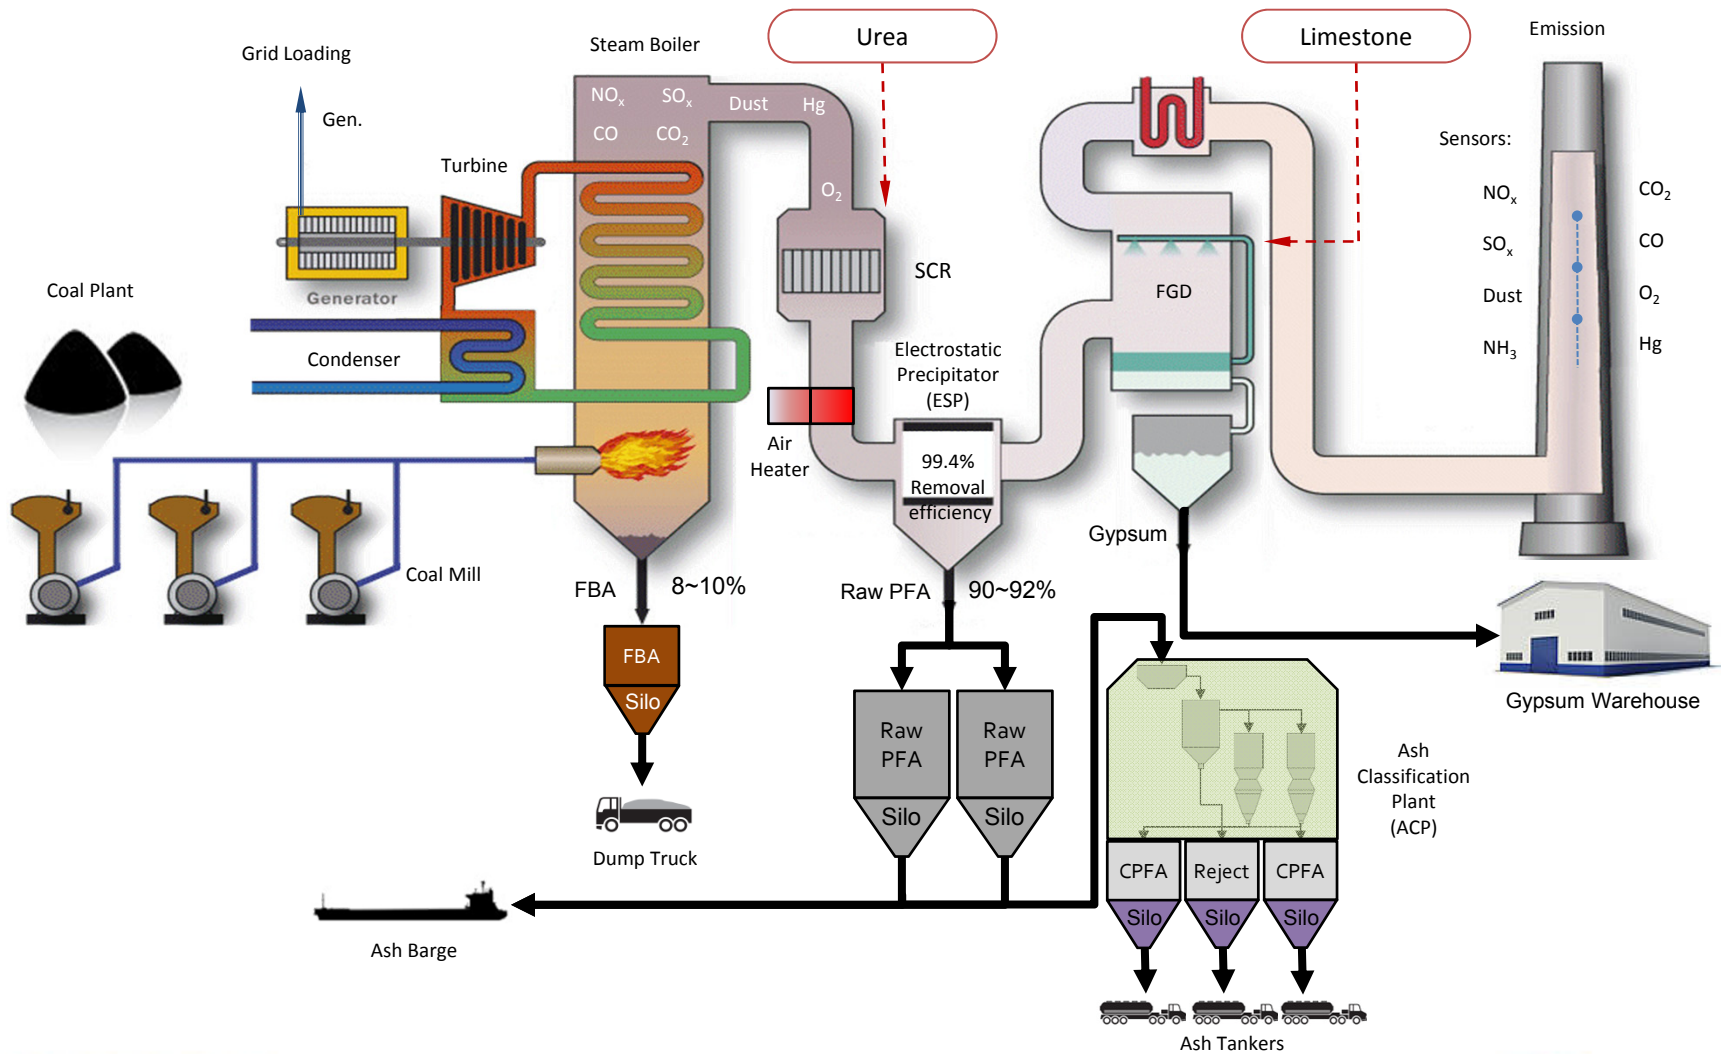 Urea
Limestone
Emission
Steam Boiler
Grid Loading
Gen.
NOx
SOx
Dust
Hg
CO
CO2
Turbine
O2
Sensors:
NOx
CO2
SOx
CO
Dust
O2
NH3
Hg
SCR
FGD
Generator
Coal Plant
Condenser
Electrostatic
Precipitator
(ESP)
Air
Heater
99.4%
Removal
efficiency
Gypsum
Coal Mill
FBA
8~10%
Raw PFA
90~92%
FBA
Silo
Raw
PFA
Silo
Raw
PFA
Silo
Gypsum Warehouse
Ash
Classification
Plant
(ACP)
Dump Truck
CPFA
Reject
CPFA
Silo
Silo
Silo
Ash Barge
Ash Tankers